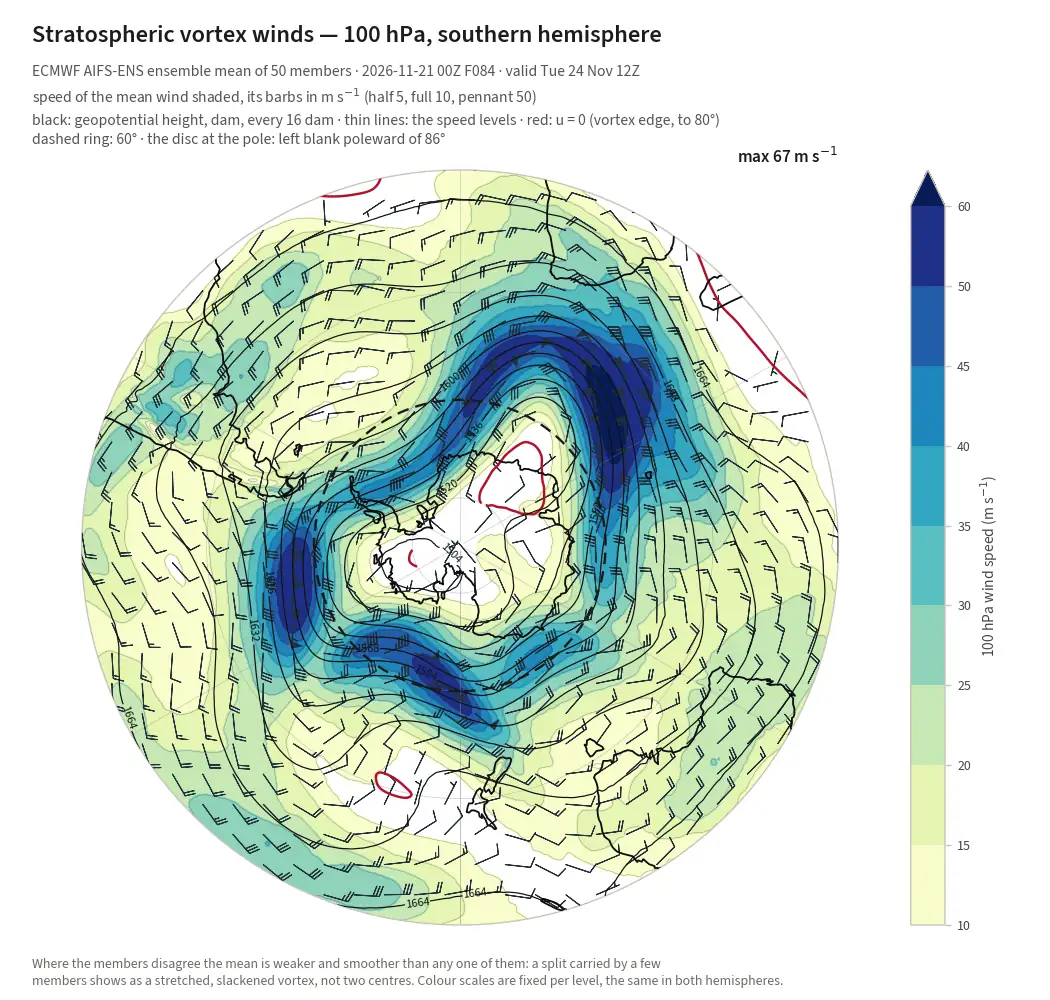 Stratospheric vortex winds — 100 hPa, southern hemisphere
ECMWF AIFS-ENS ensemble mean of 50 members · 2026-11-21 00Z F084 · valid Tue 24 Nov 12Z
speed of the mean wind shaded, its barbs in m s⁻¹ (half 5, full 10, pennant 50)
black: geopotential height, dam, every 16 dam · thin lines: the speed levels · red: u = 0 (vortex edge, to 80°)
dashed ring: 60° · the disc at the pole: left blank poleward of 86°
max 67 m s⁻¹
60
50
45
40
35
30
25
20
15
10
100 hPa wind speed (m s⁻¹)
1600
1664
1520
1504
1632
1568
1664
1664
1664
Where the members disagree the mean is weaker and smoother than any one of them: a split carried by a few
members shows as a stretched, slackened vortex, not two centres. Colour scales are fixed per level, the same in both hemispheres.